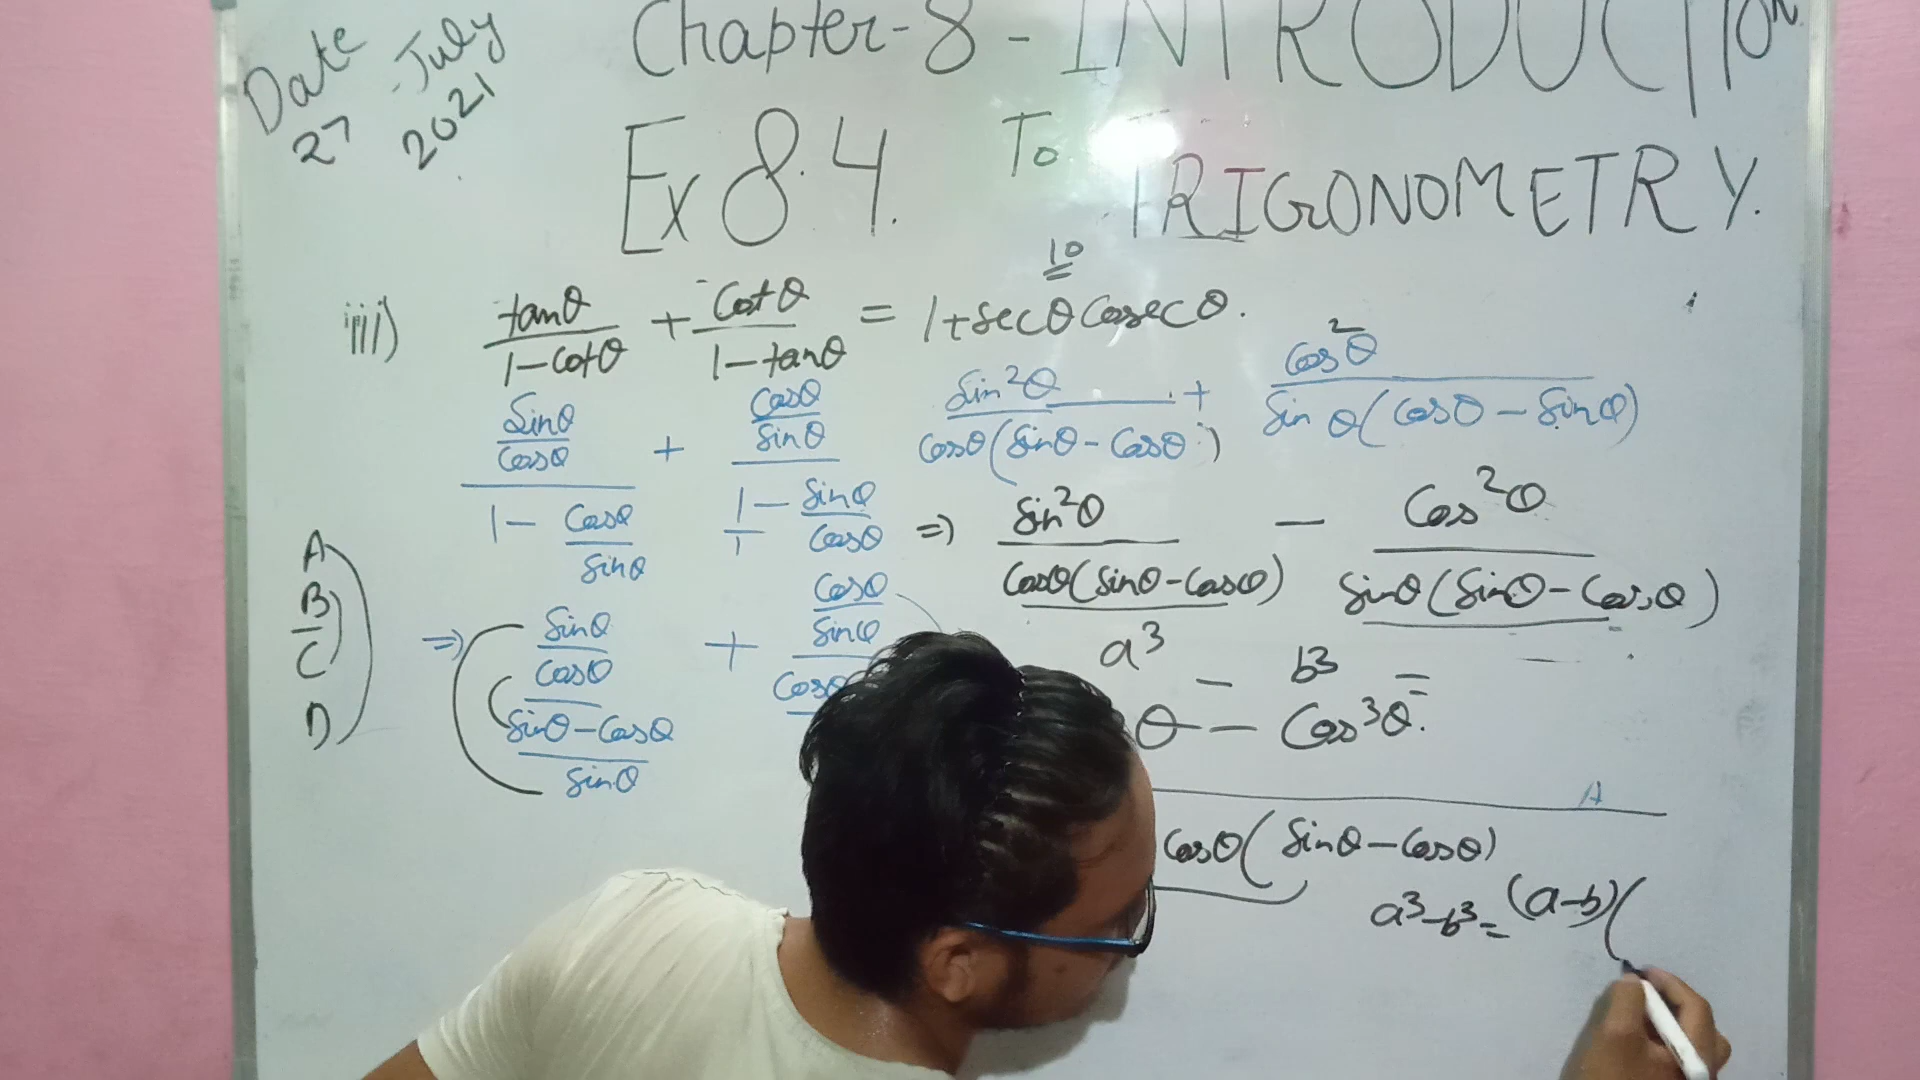 Date
27 July
2021
Chapter-8 - INTRODUCTION
Ex 8.4. To TRIGONOMETRY.
10
iii) tanθ/1-cotθ + cotθ/1-tanθ = 1+secθ cosecθ.
sinθ/cosθ / 1 - cosθ/sinθ + cosθ/sinθ / 1/1 - sinθ/cosθ
A
B
C
D
=> sinθ/cosθ / sinθ-cosθ/sinθ + cosθ/sinθ
sin²θ/cosθ(sinθ-cosθ) + cos²θ/sinθ(cosθ-sinθ)
=> sin²θ/cosθ(sinθ-cosθ) - cos²θ/sinθ(sinθ-cosθ)
a³ - b³ =
θ - cos³θ.
A
cosθ(sinθ-cosθ)
a³-b³=(a-b)(